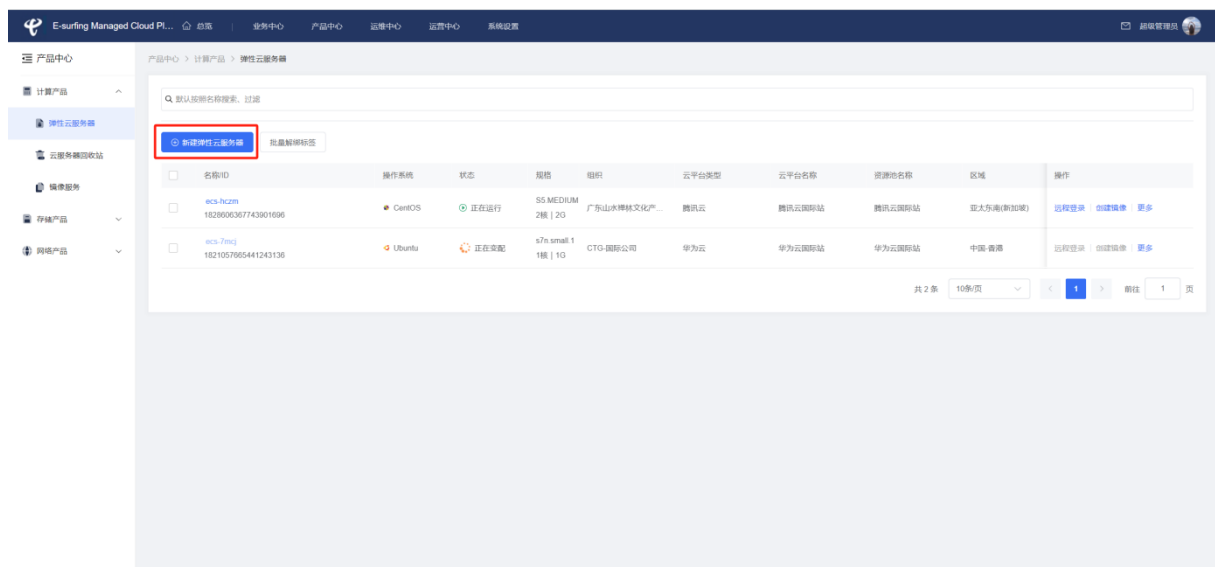 E-surfing Managed Cloud Pl... 总览 业务中心 产品中心 运维中心 运营中心 系统设置 超级管理员
产品中心
产品中心 > 计算产品 > 弹性云服务器
计算产品
弹性云服务器
云服务器回收站
镜像服务
存储产品
网络产品
默认按照名称搜索、过滤
新建弹性云服务器 批量解绑标签
名称/ID 操作系统 状态 规格 组织 云平台类型 云平台名称 资源池名称 区域 操作
ecs-hczm
1828606367743901696 CentOS 正在运行 S5.MEDIUM 2核 | 2G 广东山水禅林文化产... 腾讯云 腾讯云国际站 腾讯云国际站 亚太东南(新加坡) 远程登录 创建镜像 更多
ecs-7mcj
1821057665441243136 Ubuntu 正在变配 s7n.small.1 1核 | 1G CTG-国际公司 华为云 华为云国际站 华为云国际站 中国-香港 远程登录 创建镜像 更多
共 2 条 10条/页 < 1 > 前往 1 页